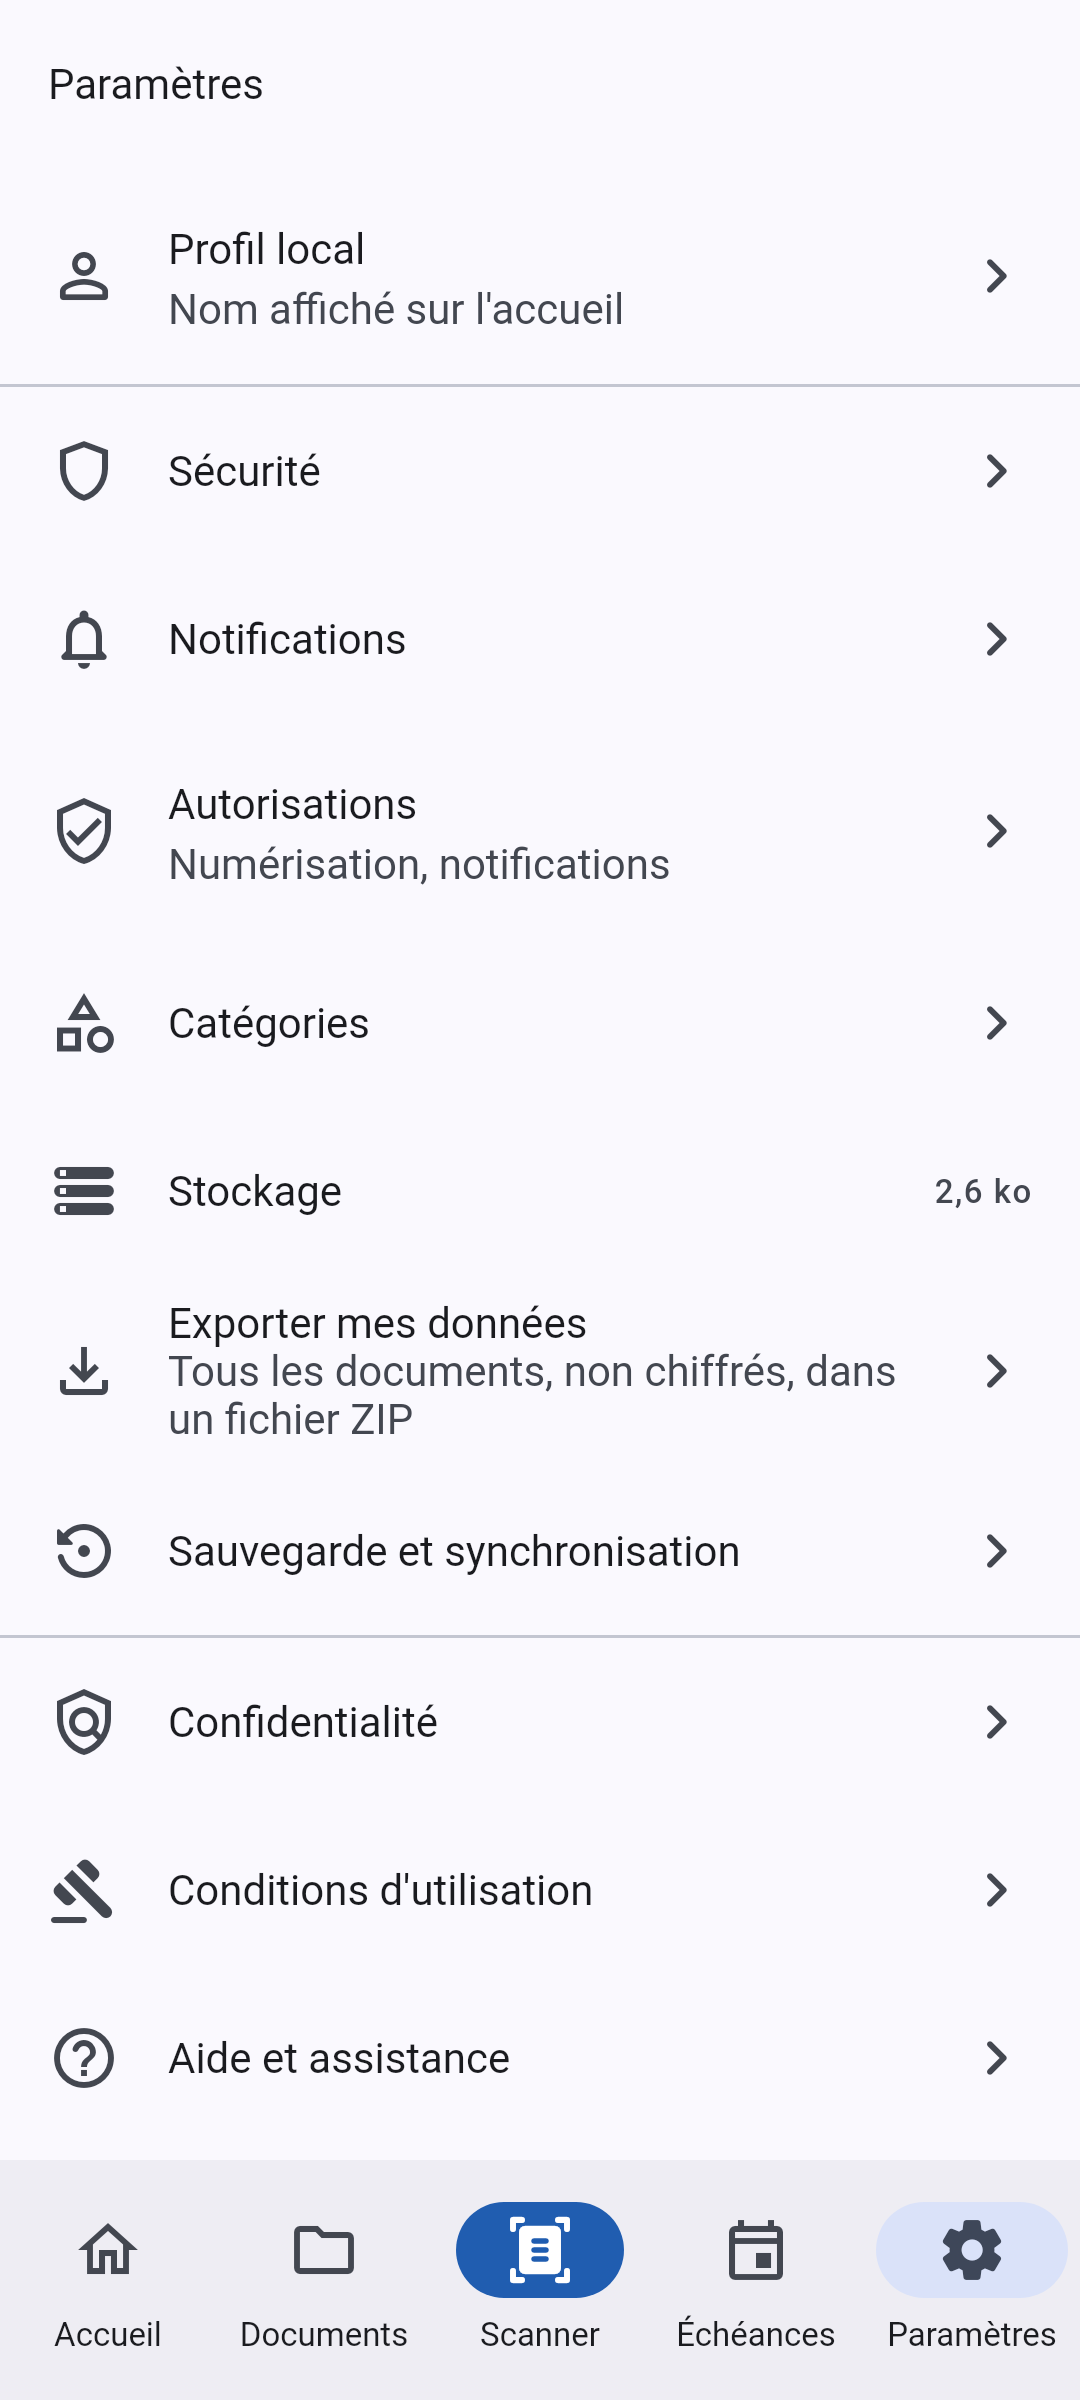 Paramètres
Profil local
Nom affiché sur l'accueil
Sécurité
Notifications
Autorisations
Numérisation, notifications
Catégories
Stockage
2,6 ko
Exporter mes données
Tous les documents, non chiffrés, dans
un fichier ZIP
Sauvegarde et synchronisation
Confidentialité
Conditions d'utilisation
Aide et assistance
Accueil
Documents
Scanner
Échéances
Paramètres